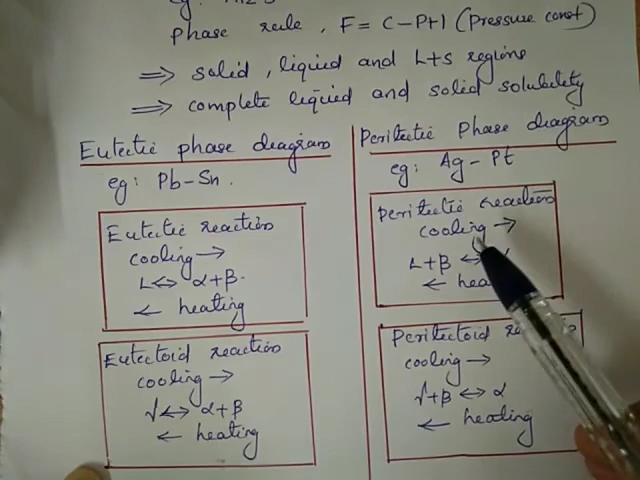 phase rule, F = C-P+1 (Pressure const)
⟹ solid, liquid and L+S regions
⟹ complete liquid and solid solubility
Eutectic phase diagram
eg: Pb-Sn.
Eutectic reaction
cooling →
L ↔ α+β
← heating
Eutectoid reaction
cooling →
√ ↔ α+β
← heating
Peritectic Phase diagram
eg: Ag-Pt
Peritectic reaction
cooling →
L+β ↔
←
Peritectoid
cooling →
√+β ↔ α
← heating